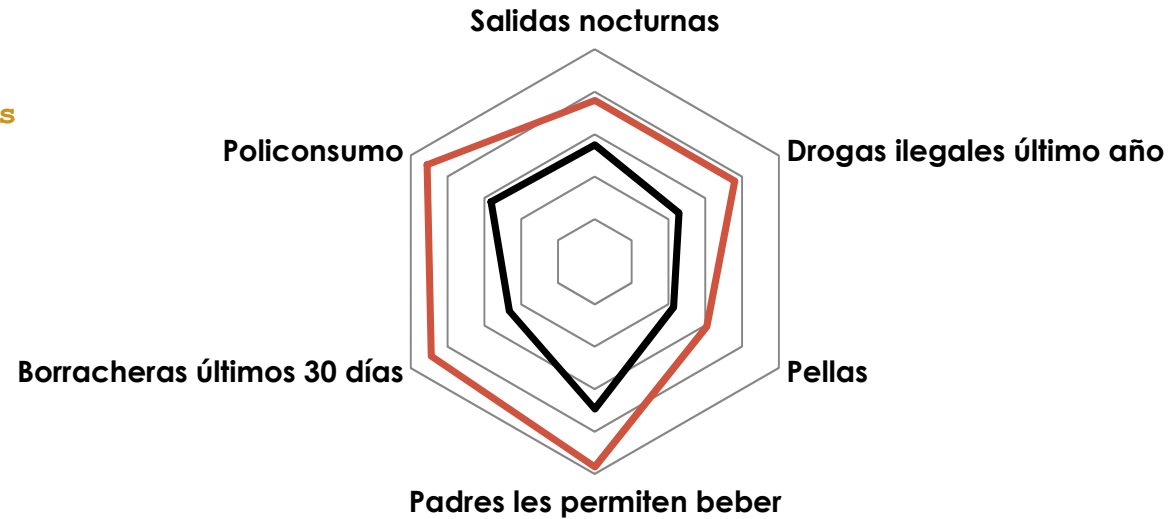 Salidas nocturnas
s
Policonsumo
Drogas ilegales último año
Borracheras últimos 30 días
Pellas
Padres les permiten beber